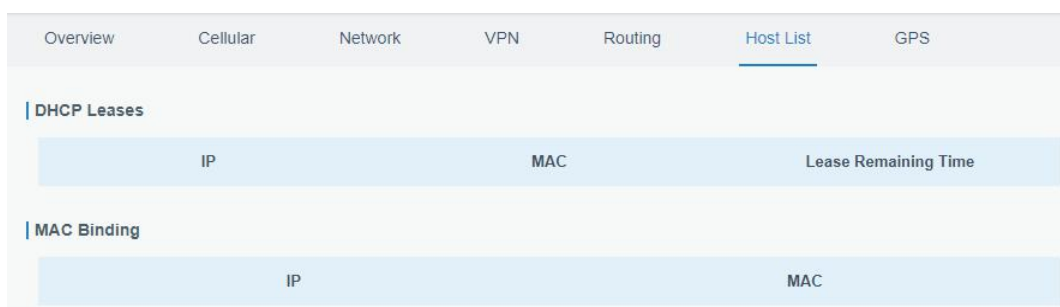 Overview Cellular Network VPN Routing Host List GPS
DHCP Leases
IP MAC Lease Remaining Time
MAC Binding
IP MAC